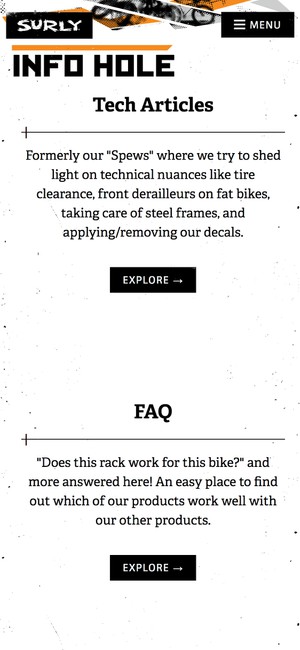 SURLY
MENU
INFO HOLE
Tech Articles
Formerly our "Spews" where we try to shed
light on technical nuances like tire
clearance, front derailleurs on fat bikes,
taking care of steel frames, and
applying/removing our decals.
EXPLORE →
FAQ
"Does this rack work for this bike?" and
more answered here! An easy place to find
out which of our products work well with
our other products.
EXPLORE →